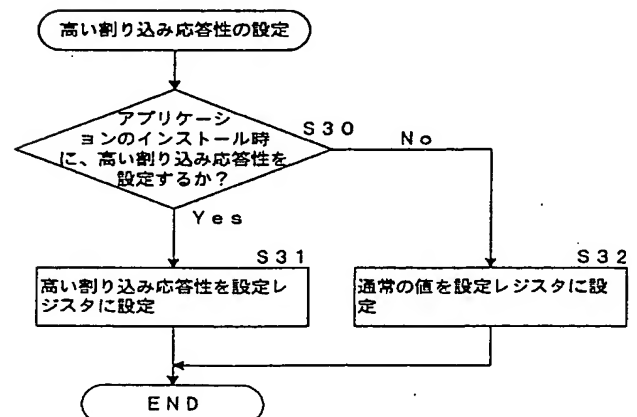 高い割り込み応答性の設定
アプリケーシ
ョンのインストール時
に、高い割り込み応答性を
設定するか？
S30
No
Yes
S31
高い割り込み応答性を設定レ
ジスタに設定
S32
通常の値を設定レジスタに設
定
END